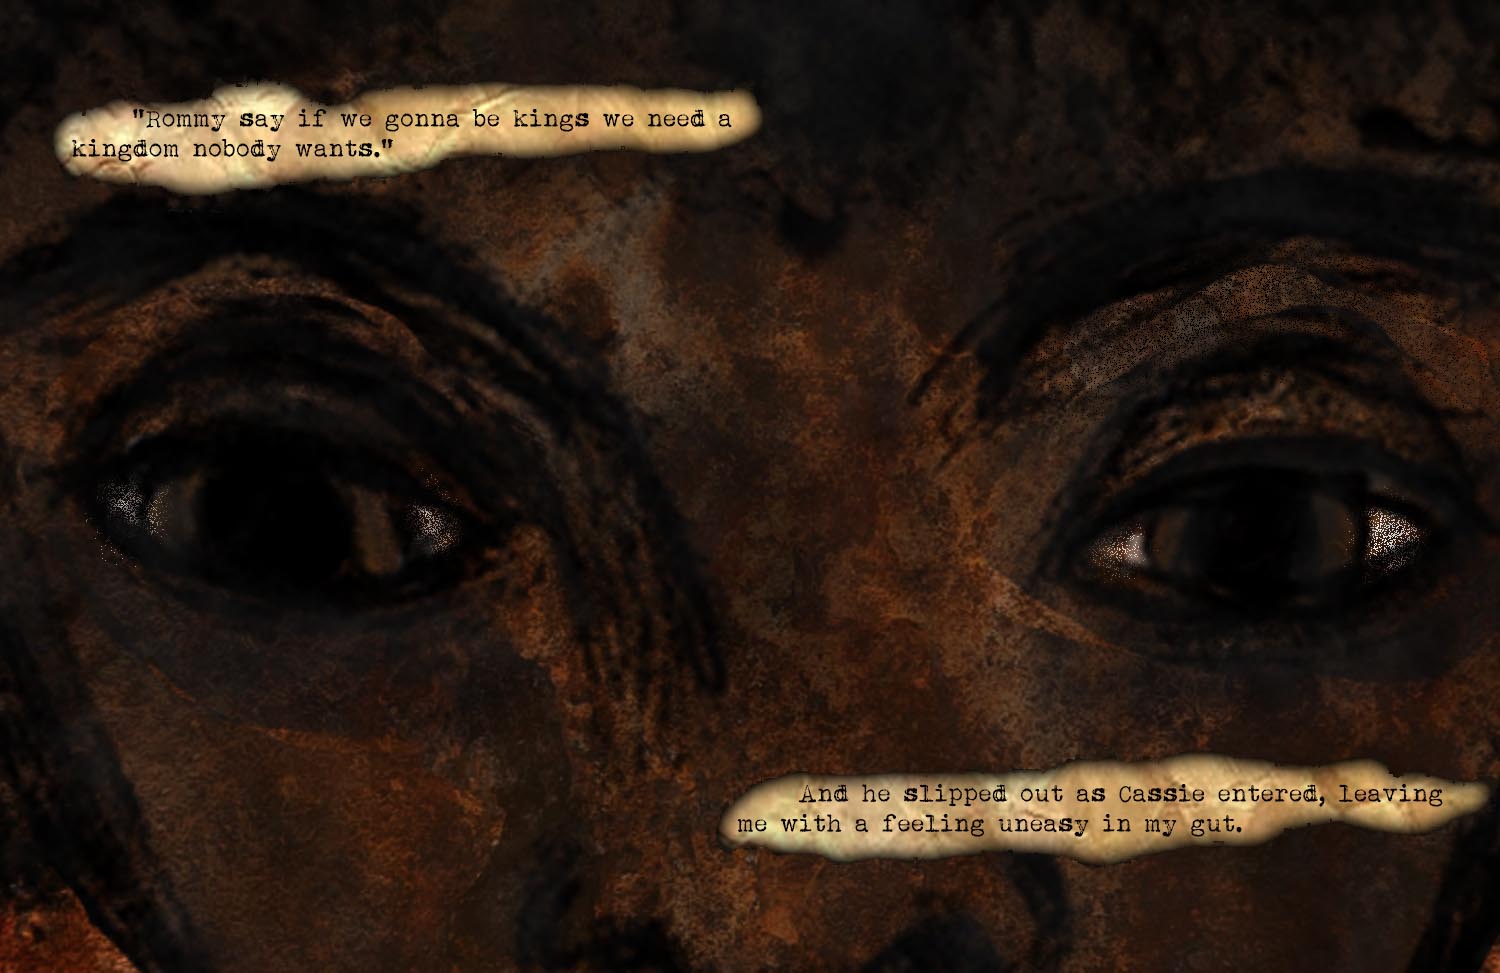 "Rommy say if we gonna be kings we need a
kingdom nobody wants."
And he slipped out as Cassie entered, leaving
me with a feeling uneasy in my gut.